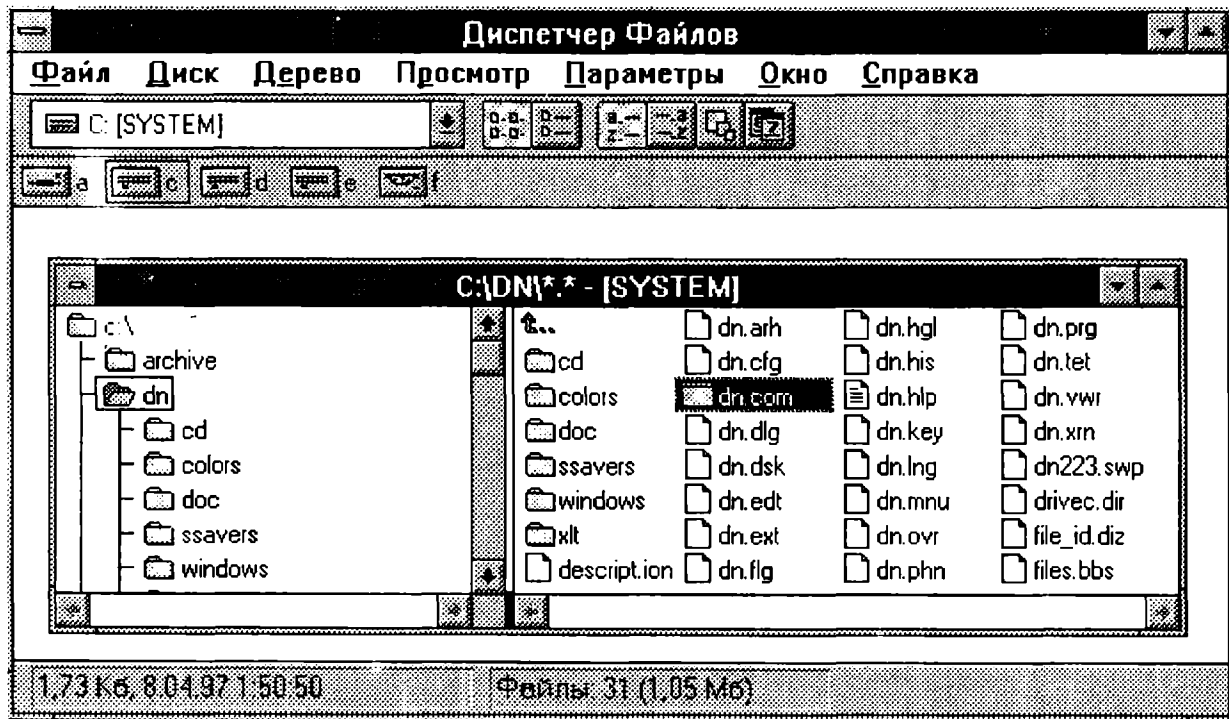 Диспетчер Файлов
Файл Диск Дерево Просмотр Параметры Окно Справка
C: [SYSTEM]
a c d e f
C:\DN\*.* - [SYSTEM]
c:\
archive
dn
cd
colors
doc
ssavers
windows
cd
colors
doc
ssavers
windows
xlt
descript.ion
dn.arh
dn.cfg
dn.com
dn.dlg
dn.dsk
dn.edt
dn.ext
dn.flg
dn.hgl
dn.his
dn.hlp
dn.key
dn.lng
dn.mnu
dn.ovr
dn.phn
dn.prg
dn.tet
dn.vwr
dn.xrn
dn223.swp
drivec.dir
file_id.diz
files.bbs
1,73 Кб, 8.04.97 1:50:50
Файлы: 31 (1,05 Мб)